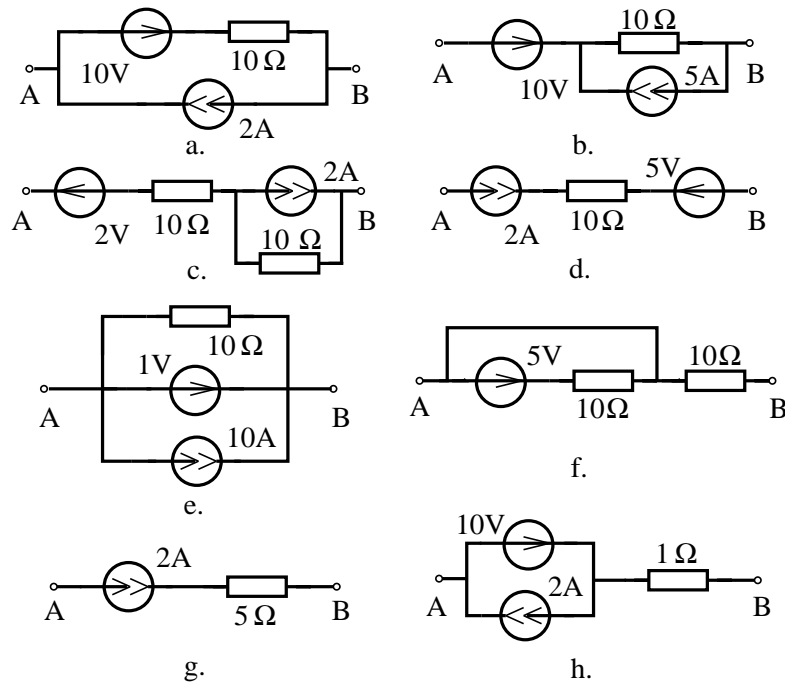 10V 10 Ω
A B
2A
a.
10 Ω
A 10V 5A B
b.
2A
A 2V 10 Ω B
10 Ω
c.
5V
A 2A 10 Ω B
d.
10 Ω
1V
A B
10A
e.
5V 10Ω
A 10Ω B
f.
2A
A 5 Ω B
g.
10V 1 Ω
A 2A B
h.